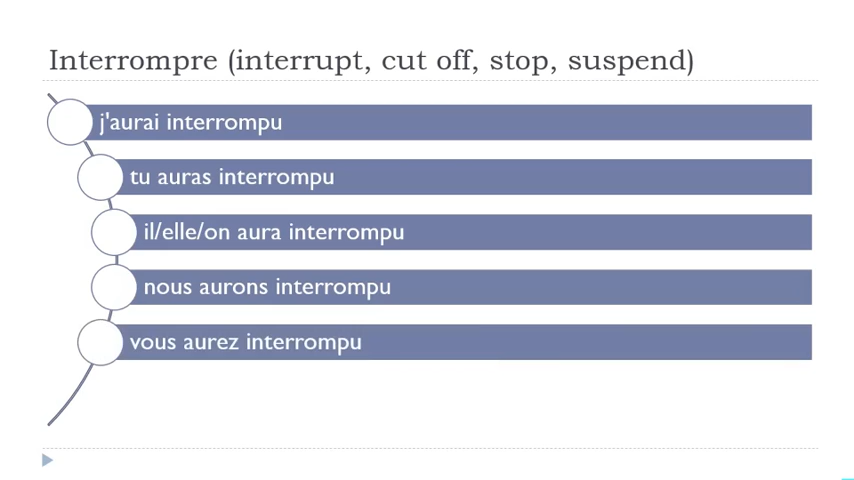 Interrompre (interrupt, cut off, stop, suspend)
j'aurai interrompu
tu auras interrompu
il/elle/on aura interrompu
nous aurons interrompu
vous aurez interrompu